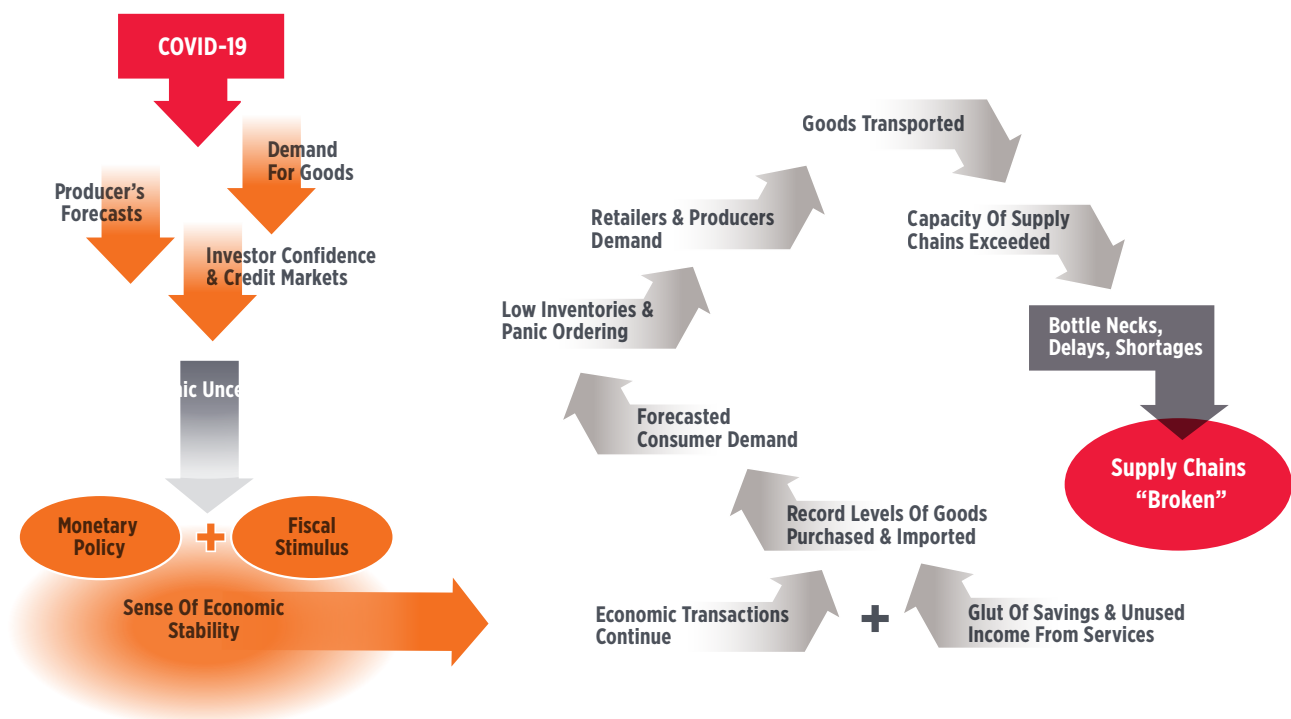 COVID-19
Demand
For Goods
Producer's
Forecasts
Investor Confidence
& Credit Markets
Monetary
Policy
+
Fiscal
Stimulus
Sense Of Economic
Stability
Economic Transactions
Continue
+
Glut Of Savings & Unused
Income From Services
Record Levels Of Goods
Purchased & Imported
Forecasted
Consumer Demand
Low Inventories &
Panic Ordering
Retailers & Producers
Demand
Goods Transported
Capacity Of Supply
Chains Exceeded
Bottle Necks,
Delays, Shortages
Supply Chains
“Broken”